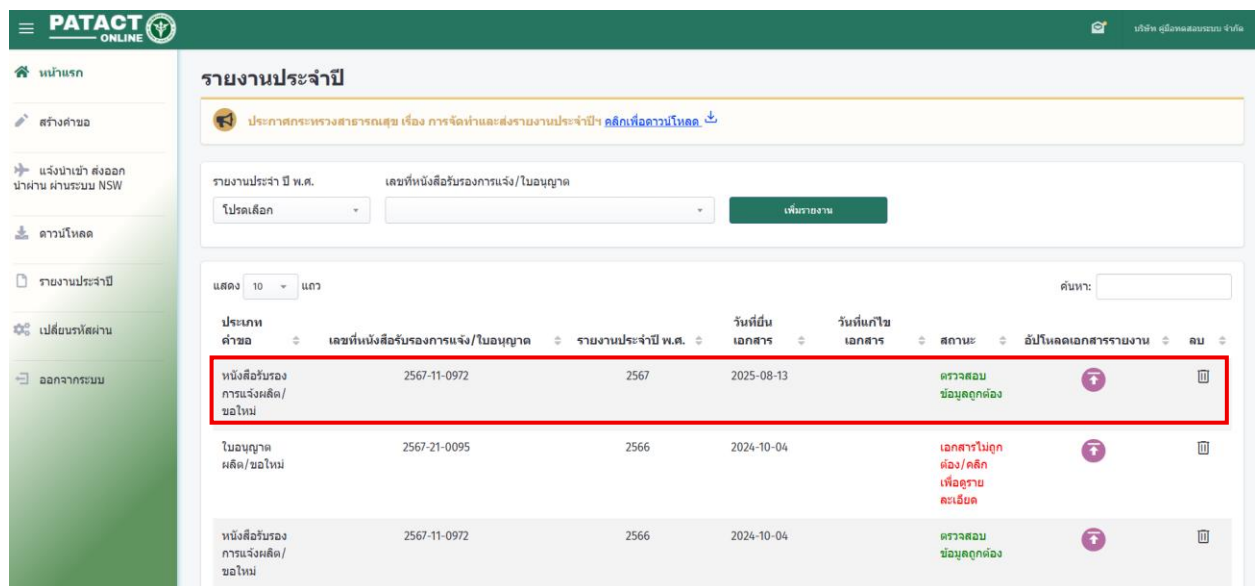 PATACT
ONLINE
บริษัท คู่มือทดสอบระบบ จำกัด
หน้าแรก
สร้างคำขอ
แจ้งนำเข้า ส่งออก
นำผ่าน ผ่านระบบ NSW
ดาวน์โหลด
รายงานประจำปี
เปลี่ยนรหัสผ่าน
ออกจากระบบ
รายงานประจำปี
ประกาศกระทรวงสาธารณสุข เรื่อง การจัดทำและส่งรายงานประจำปีฯ คลิกเพื่อดาวน์โหลด
รายงานประจำ ปี พ.ศ. เลขที่หนังสือรับรองการแจ้ง/ใบอนุญาต
โปรดเลือก เพิ่มรายงาน
แสดง 10 แถว ค้นหา:
ประเภท วันที่ยื่น วันที่แก้ไข
คำขอ เลขที่หนังสือรับรองการแจ้ง/ใบอนุญาต รายงานประจำปี พ.ศ. เอกสาร เอกสาร สถานะ อัปโหลดเอกสารรายงาน ลบ
หนังสือรับรอง 2567-11-0972 2567 2025-08-13 ตรวจสอบ
การแจ้งผลิต/ ข้อมูลถูกต้อง
ขอใหม่
ใบอนุญาต 2567-21-0095 2566 2024-10-04 เอกสารไม่ถูก
ผลิต/ขอใหม่ ต้อง/คลิก
เพื่อดูราย
ละเอียด
หนังสือรับรอง 2567-11-0972 2566 2024-10-04 ตรวจสอบ
การแจ้งผลิต/ ข้อมูลถูกต้อง
ขอใหม่